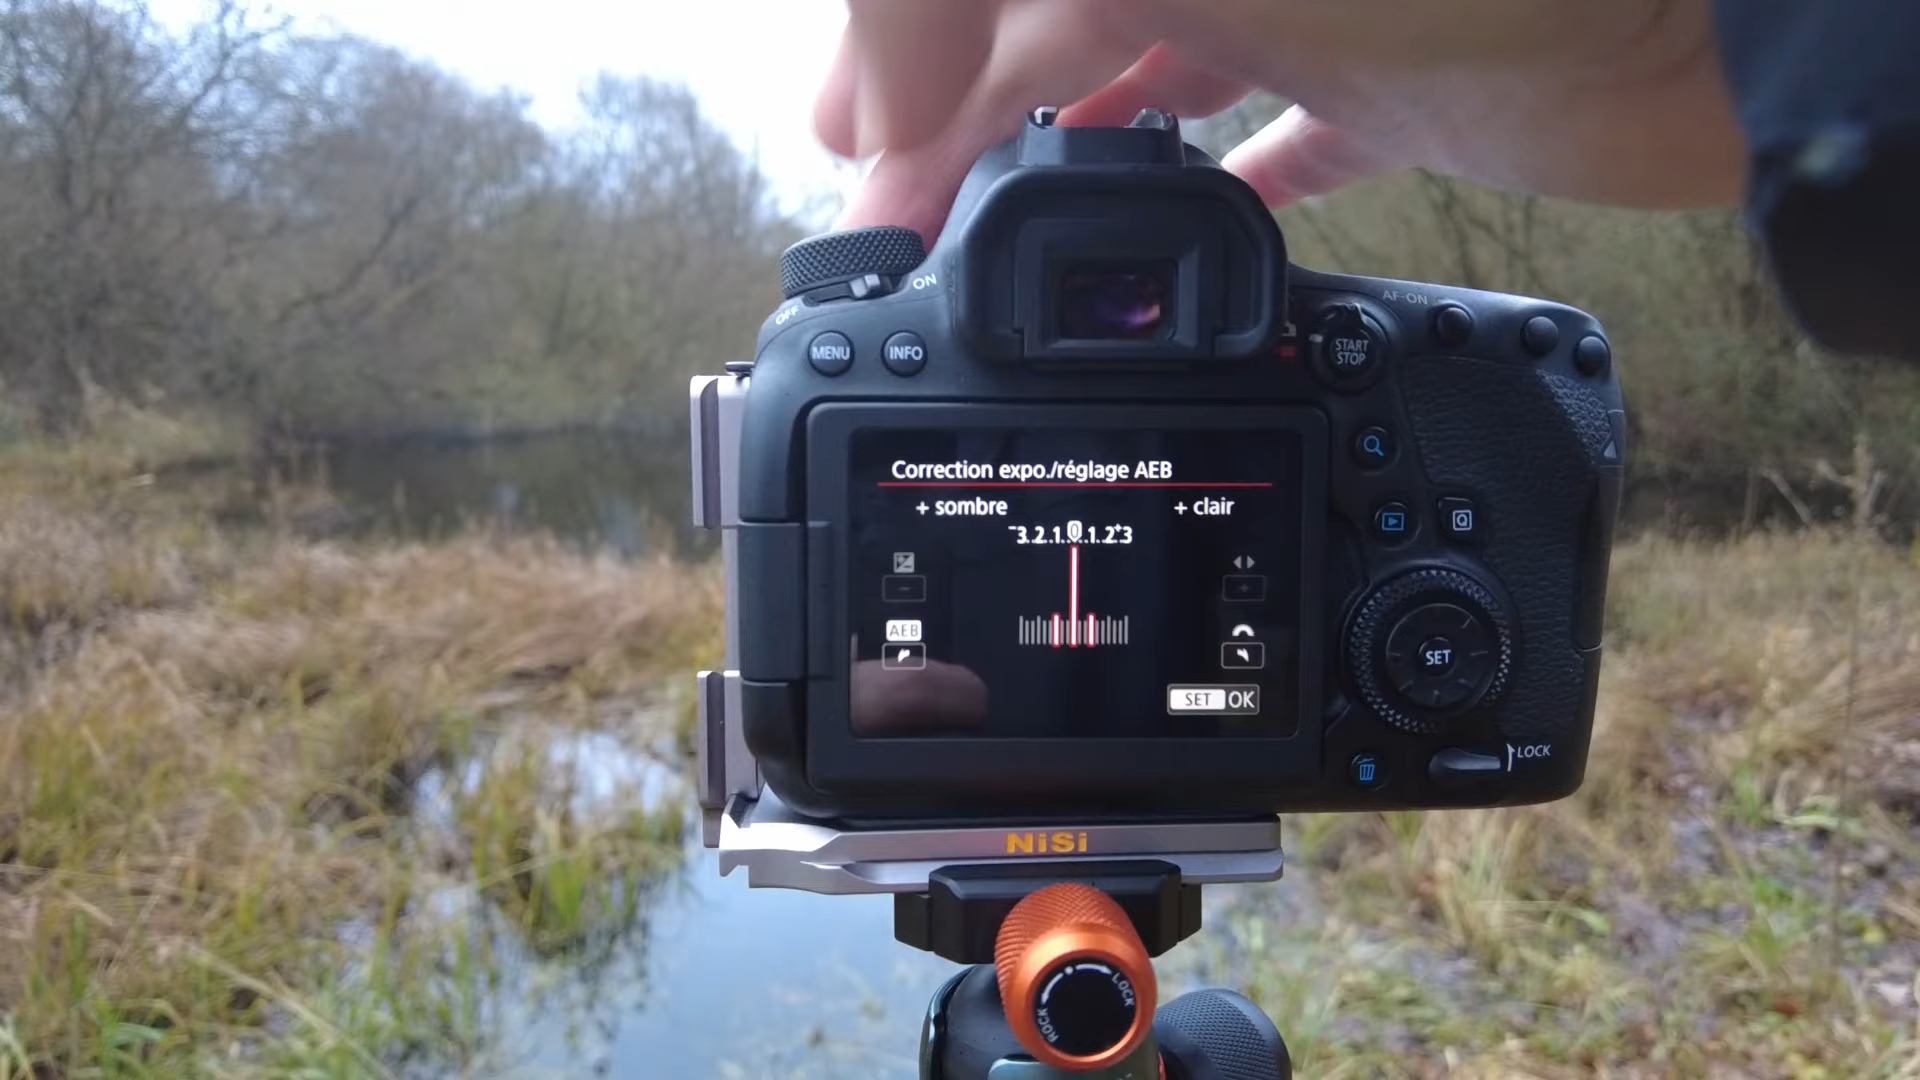 ON
OFF
MENU
INFO
AF-ON
START
STOP
Correction expo./réglage AEB
+ sombre
+ clair
-3.2.1.0.1.2.+3
AEB
SET OK
Q
SET
LOCK
NiSi
LOCK
ROCK